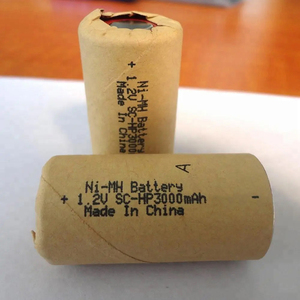 +
Ni-MH Battery
1.2V SC-HP3000
Made In China
A
Ni-MH Battery
+ 1.2V SC-HP3000mAh -
Made In China